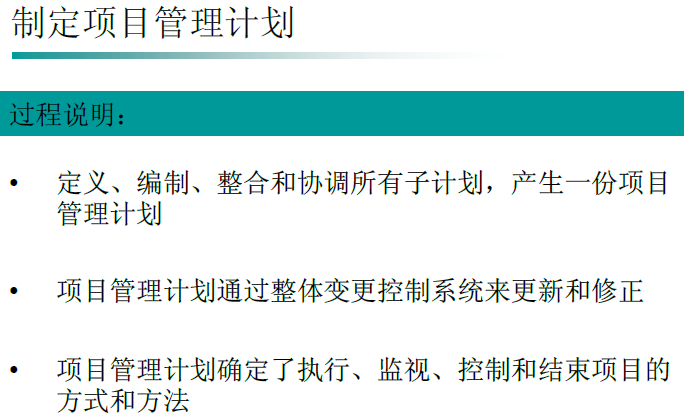 制定项目管理计划
过程说明：
• 定义、编制、整合和协调所有子计划，产生一份项目
管理计划
• 项目管理计划通过整体变更控制系统来更新和修正
• 项目管理计划确定了执行、监视、控制和结束项目的
方式和方法